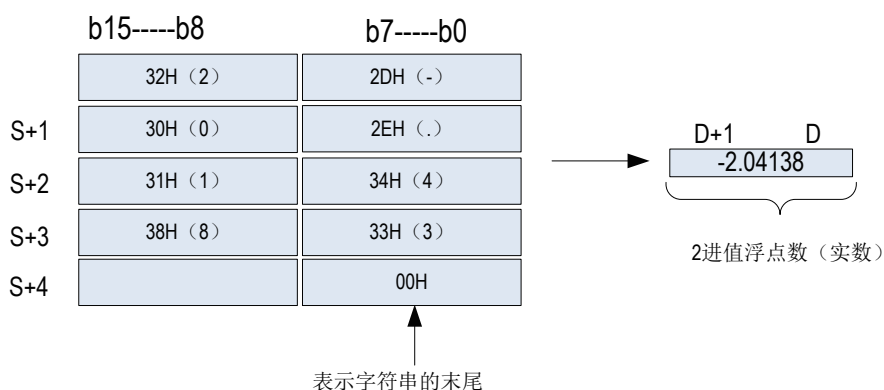 b15-----b8 b7-----b0
32H（2） 2DH（-）
S+1 30H（0） 2EH（.）
D+1 D
S+2 31H（1） 34H（4） -2.04138
S+3 38H（8） 33H（3）
2进值浮点数（实数）
S+4 00H
表示字符串的末尾